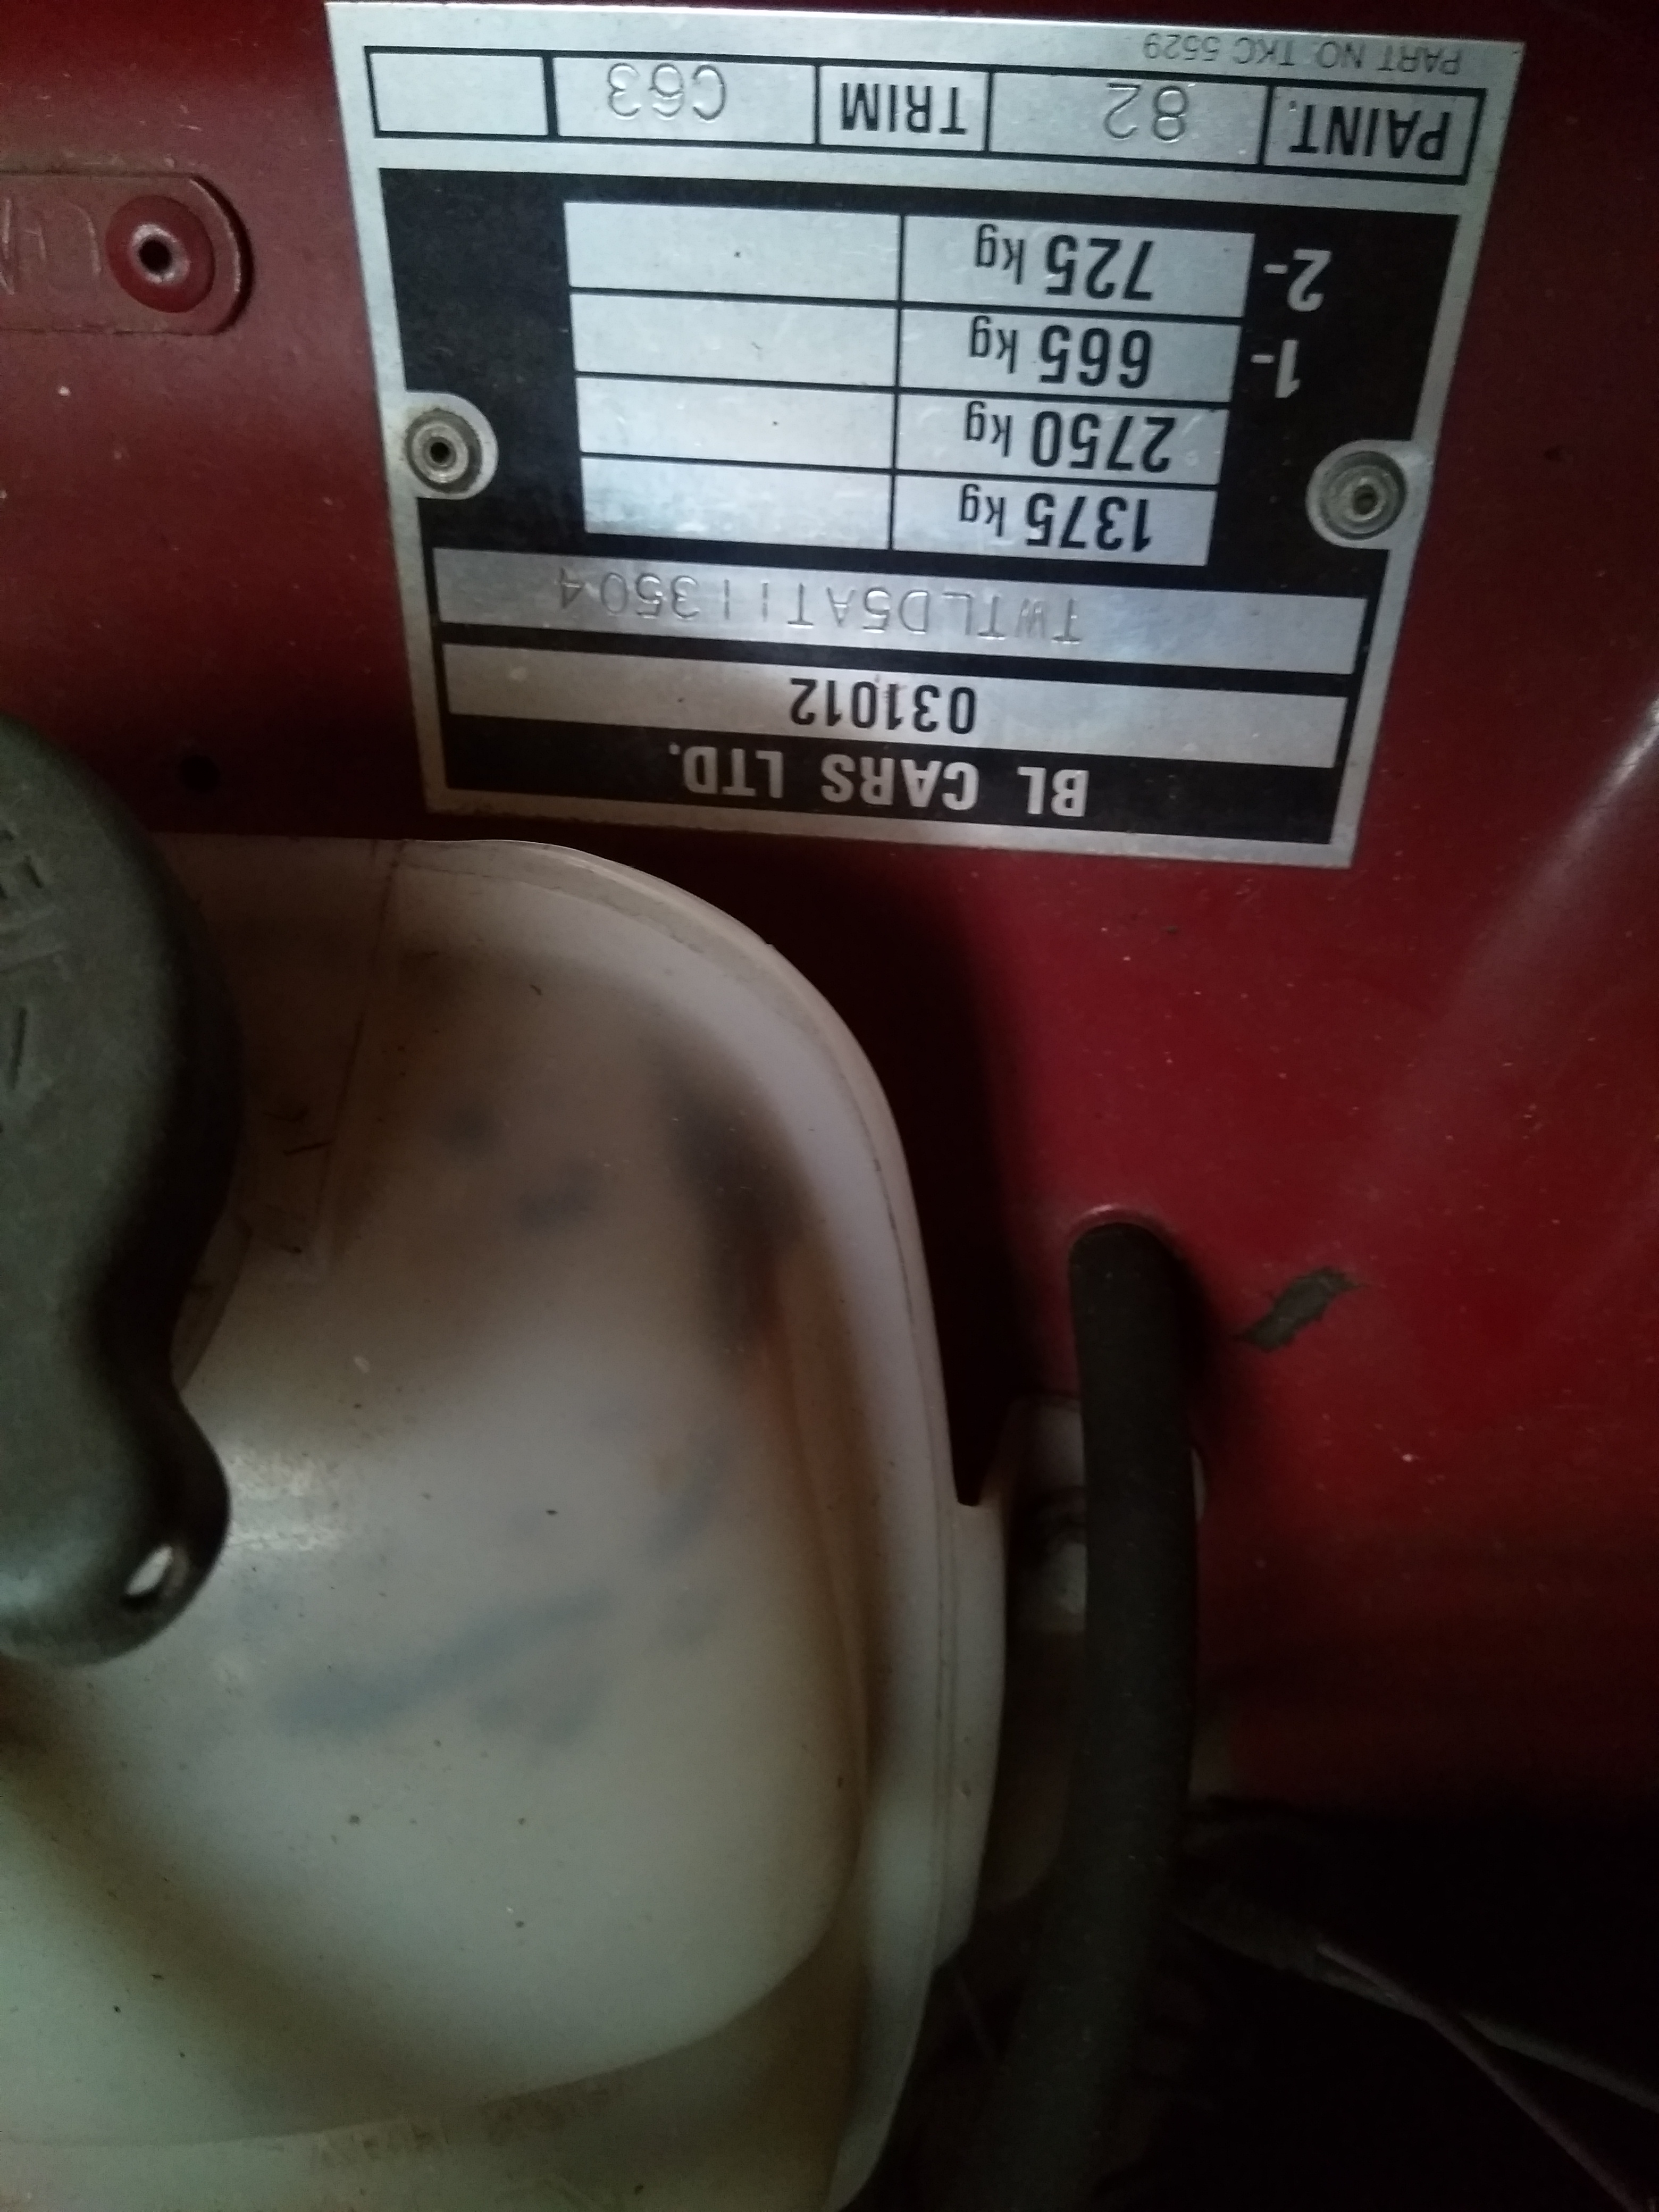 BL CARS LTD.
031012
TWTLD5AT113504
1375 kg
2750 kg
1- 665 kg
2- 725 kg
PAINT. 82 TRIM C63
PART NO TKC 5529